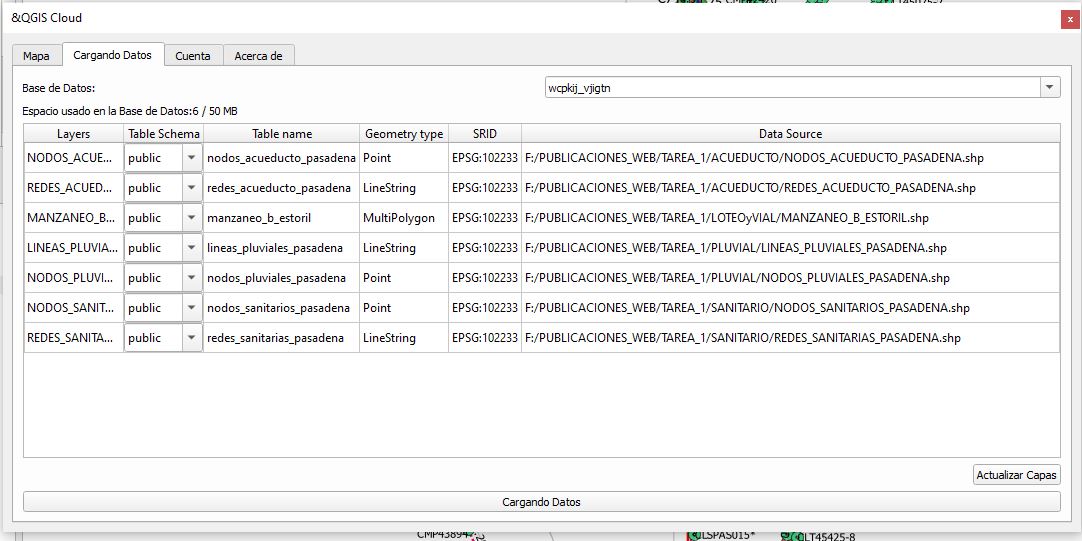 &QGIS Cloud
x
Mapa Cargando Datos Cuenta Acerca de
Base de Datos: wcpkij_vjigtn
Espacio usado en la Base de Datos:6 / 50 MB
Layers Table Schema Table name Geometry type SRID Data Source
NODOS_ACUE... public nodos_acueducto_pasadena Point EPSG:102233 F:/PUBLICACIONES_WEB/TAREA_1/ACUEDUCTO/NODOS_ACUEDUCTO_PASADENA.shp
REDES_ACUED... public redes_acueducto_pasadena LineString EPSG:102233 F:/PUBLICACIONES_WEB/TAREA_1/ACUEDUCTO/REDES_ACUEDUCTO_PASADENA.shp
MANZANEO_B... public manzaneo_b_estoril MultiPolygon EPSG:102233 F:/PUBLICACIONES_WEB/TAREA_1/LOTEOyVIAL/MANZANEO_B_ESTORIL.shp
LINEAS_PLUVIA... public lineas_pluviales_pasadena LineString EPSG:102233 F:/PUBLICACIONES_WEB/TAREA_1/PLUVIAL/LINEAS_PLUVIALES_PASADENA.shp
NODOS_PLUVI... public nodos_pluviales_pasadena Point EPSG:102233 F:/PUBLICACIONES_WEB/TAREA_1/PLUVIAL/NODOS_PLUVIALES_PASADENA.shp
NODOS_SANIT... public nodos_sanitarios_pasadena Point EPSG:102233 F:/PUBLICACIONES_WEB/TAREA_1/SANITARIO/NODOS_SANITARIOS_PASADENA.shp
REDES_SANITA... public redes_sanitarias_pasadena LineString EPSG:102233 F:/PUBLICACIONES_WEB/TAREA_1/SANITARIO/REDES_SANITARIAS_PASADENA.shp
Actualizar Capas
Cargando Datos